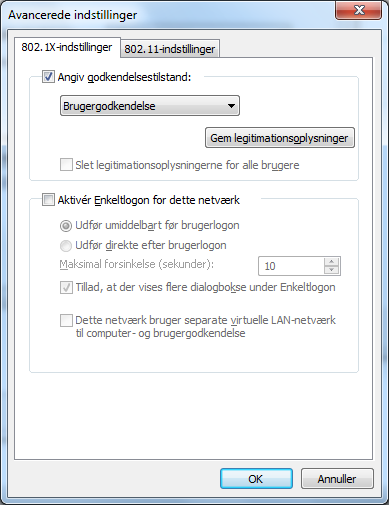 Avancerede indstillinger
802.1X-indstillinger
802.11-indstillinger
Angiv godkendelsestilstand:
Brugergodkendelse
Gem legitimationsoplysninger
Slet legitimationsoplysningerne for alle brugere
Aktivér Enkeltlogon for dette netværk
Udfør umiddelbart før brugerlogon
Udfør direkte efter brugerlogon
Maksimal forsinkelse (sekunder):
10
Tillad, at der vises flere dialogbokse under Enkeltlogon
Dette netværk bruger separate virtuelle LAN-netværk
til computer- og brugergodkendelse
OK
Annuller